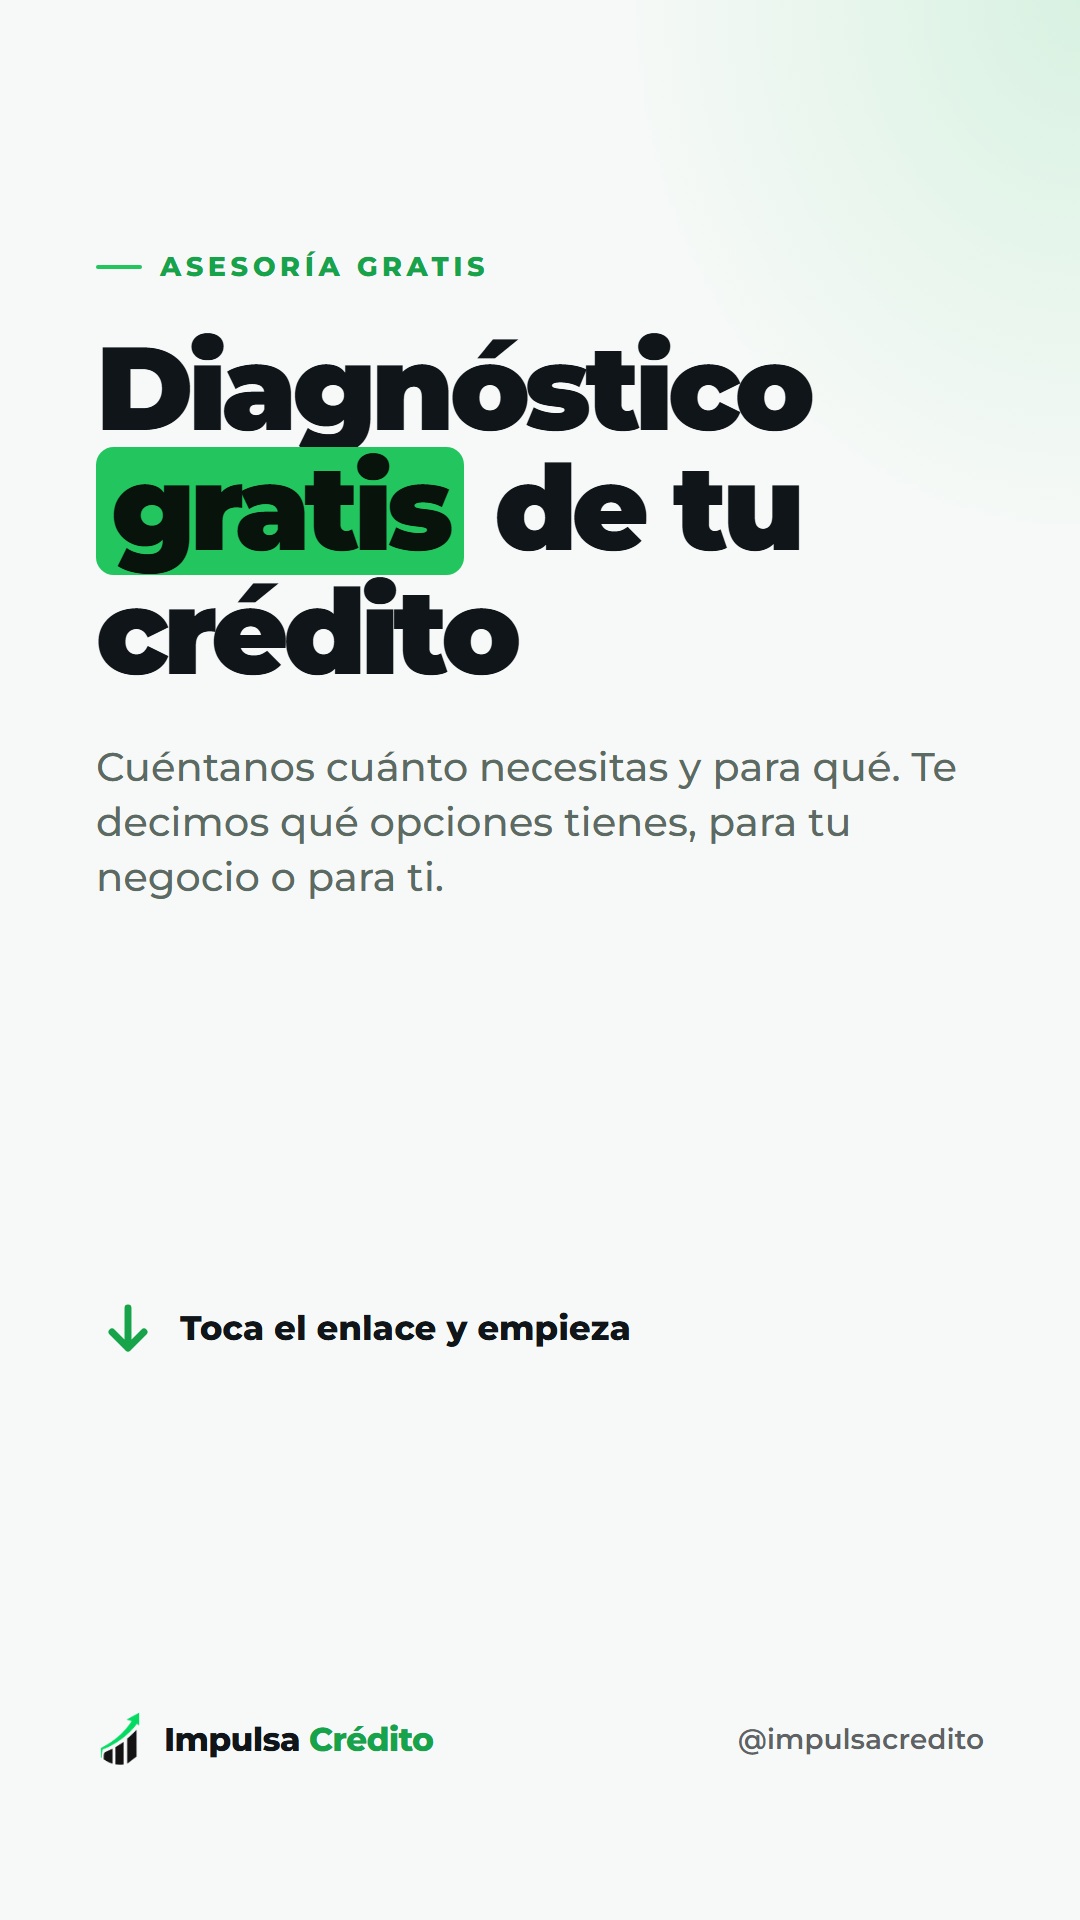 ASESORÍA GRATIS
Diagnóstico
gratis de tu
crédito
Cuéntanos cuánto necesitas y para qué. Te
decimos qué opciones tienes, para tu
negocio o para ti.
Toca el enlace y empieza
Impulsa Crédito
@impulsacredito